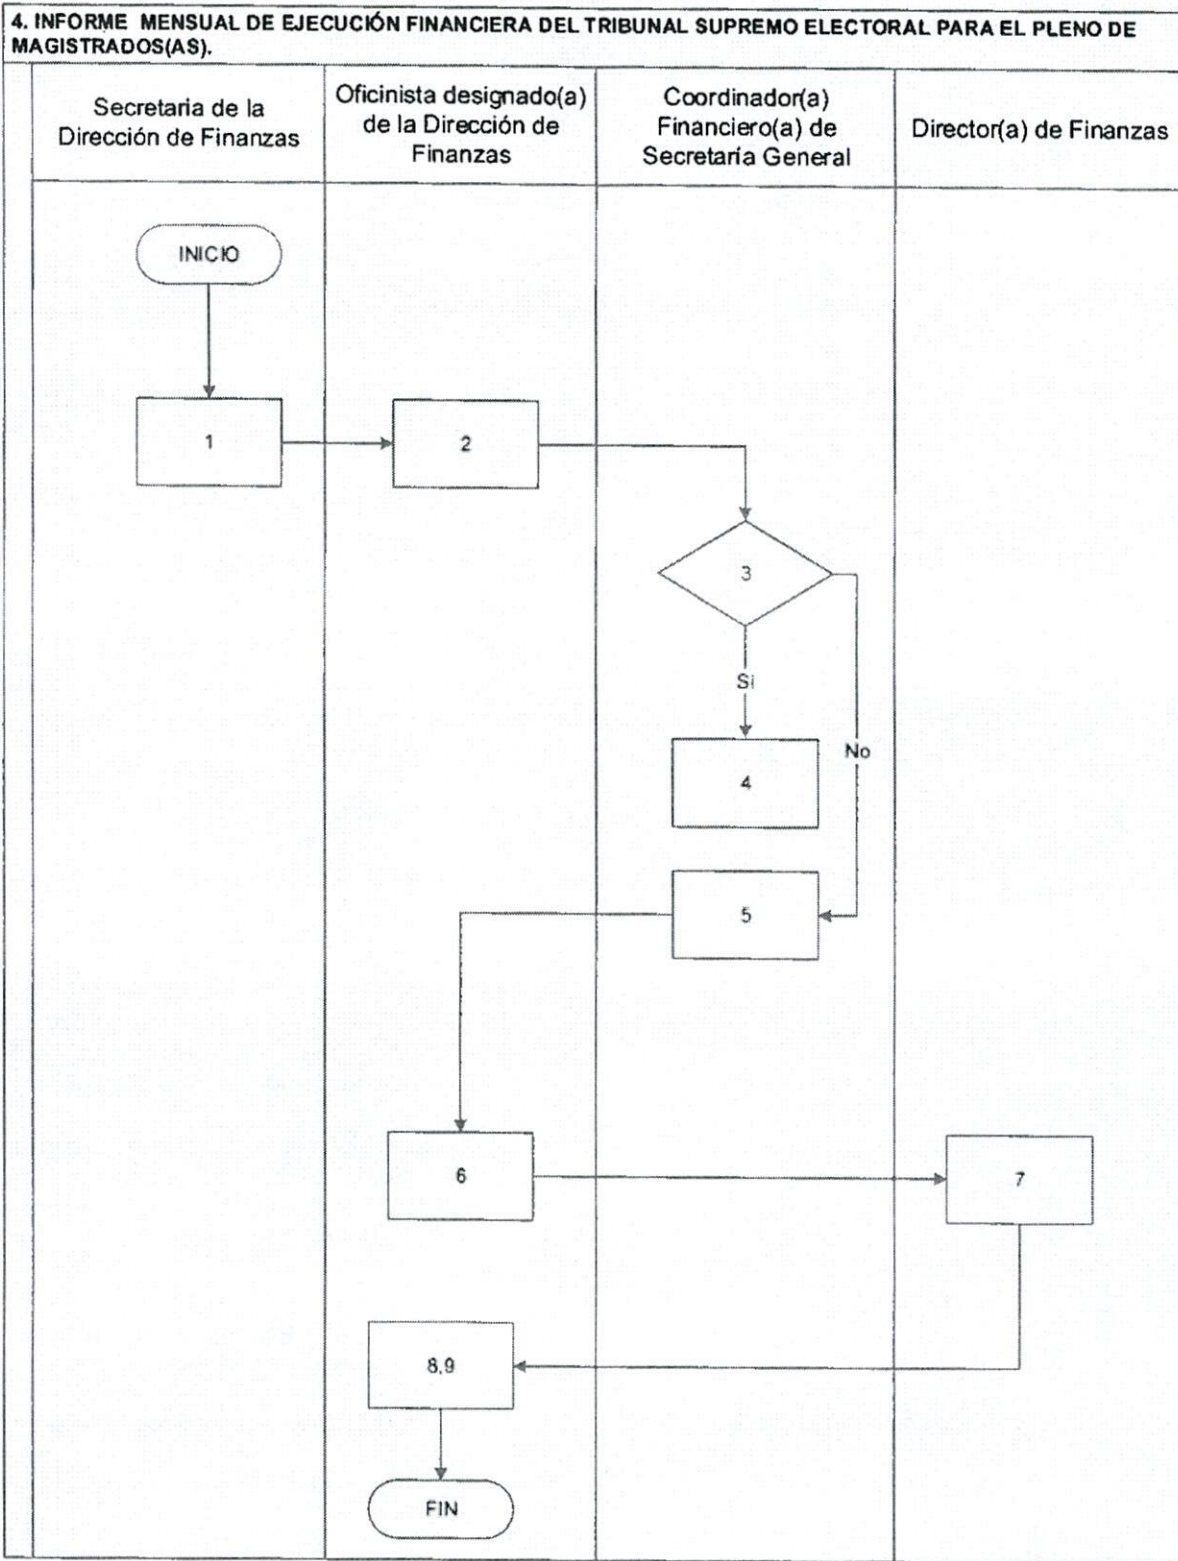 4. INFORME MENSUAL DE EJECUCIÓN FINANCIERA DEL TRIBUNAL SUPREMO ELECTORAL PARA EL PLENO DE
MAGISTRADOS(AS).
Secretaria de la
Dirección de Finanzas
Oficinista designado(a)
de la Dirección de
Finanzas
Coordinador(a)
Financiero(a) de
Secretaría General
Director(a) de Finanzas
INICIO
1
2
3
Si
No
4
5
6
7
8,9
FIN